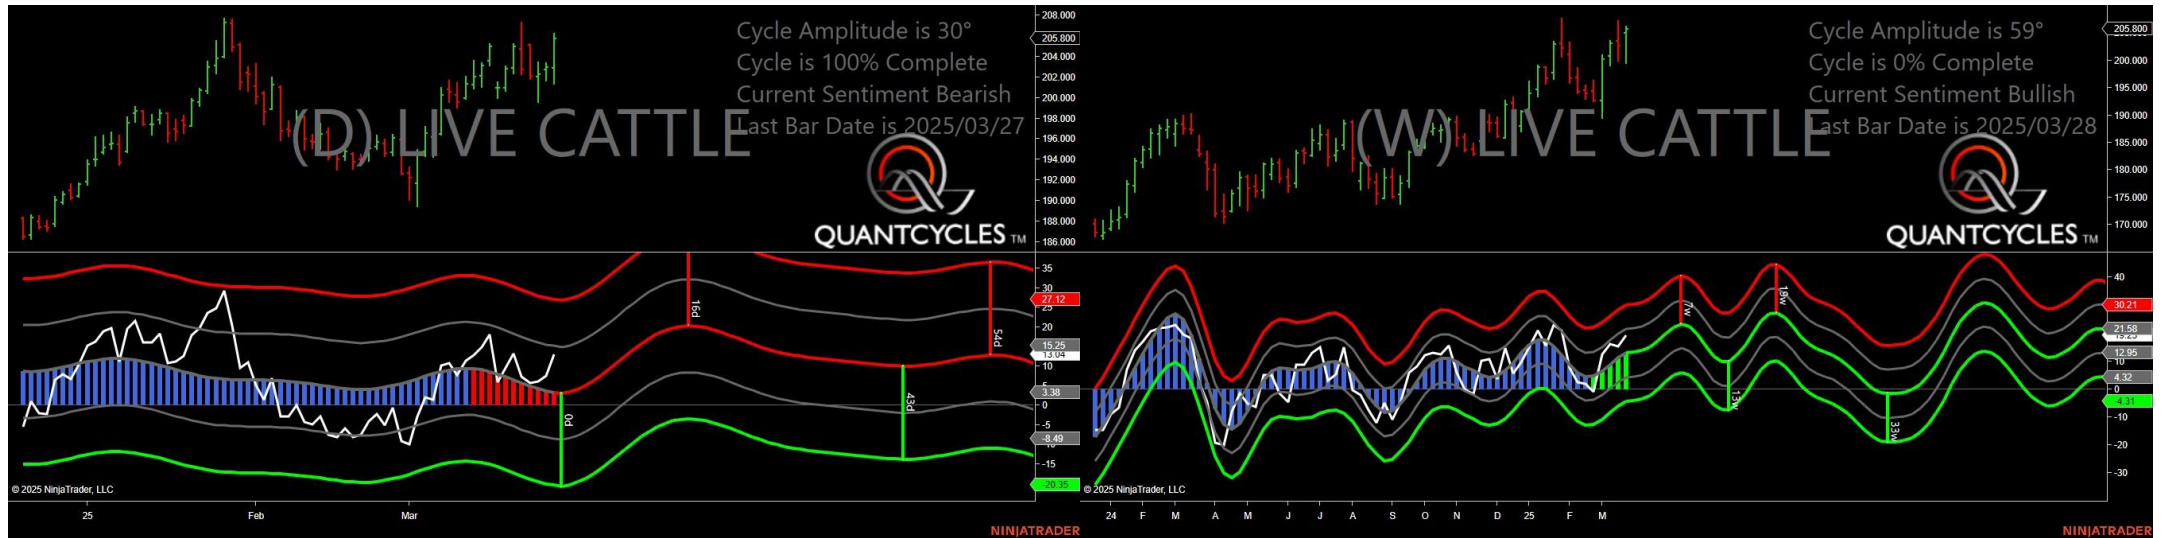 Cycle Amplitude is 30°
Cycle is 100% Complete
Current Sentiment Bearish
Last Bar Date is 2025/03/27
(D) LIVE CATTLE
QUANTCYCLES TM
208.000
205.800
204.000
202.000
200.000
198.000
196.000
194.000
192.000
190.000
188.000
186.000
35
30
27.12
25
20
15.25
13.04
10
5
3.38
0
-5
-8.49
-15
-20.35
0d
16d
43d
54d
© 2025 NinjaTrader, LLC
25 Feb Mar
NINJATRADER
Cycle Amplitude is 59°
Cycle is 0% Complete
Current Sentiment Bullish
Last Bar Date is 2025/03/28
(W) LIVE CATTLE
QUANTCYCLES TM
205.800
200.000
195.000
190.000
185.000
180.000
175.000
170.000
40
30.21
21.58
12.95
10
4.32
0
-4.31
-10
-20
-30
7w
13w
19w
33w
© 2025 NinjaTrader, LLC
24 F M A M J J A S O N D 25 F M
NINJATRADER